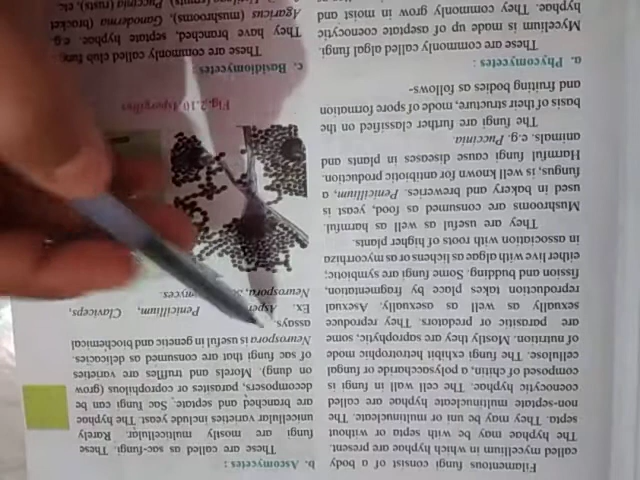 Filamentous fungi consist of a body
called mycelium in which hyphae are present.
The hyphae may be with septa or without
septa. They may be uni or multinucleate. The
non-septate multinucleate hyphae are called
coenocytic hyphae. The cell wall in fungi is
composed of chitin, a polysaccharide or fungal
cellulose. The fungi exhibit heterotrophic mode
of nutrition. Mostly they are saprophytic, some
are parasitic or predators. They reproduce
sexually as well as asexually. Asexual
reproduction takes place by fragmentation,
fission and budding. Some fungi are symbiotic;
either live with algae as lichens or as mycorrhiza
in association with roots of higher plants.
They are useful as well as harmful.
Mushrooms are consumed as food, yeast is
used in bakery and breweries. Penicillium, a
fungus, is well known for antibiotic production.
Harmful fungi cause diseases in plants and
animals. e.g. Puccinia.
The fungi are further classified on the
basis of their structure, mode of spore formation
and fruiting bodies as follows-
a. Phycomycetes :
These are commonly called algal fungi.
Mycelium is made up of aseptate coenocytic
hyphae. They commonly grow in moist and
b. Ascomycetes :
These are called as sac-fungi. These
fungi are mostly multicellular. Rarely
unicellular varieties include yeast. The hyphae
are branched and septate. Sac fungi can be
decomposers, parasites or coprophilous (grow
on dung). Morels and truffles are varieties
of sac fungi that are consumed as delicacies.
Neurospora is useful in genetic and biochemical
assays.
Ex. Penicillium, Claviceps,
Neurospora,
Fig. 2.10 Aspergillus
c. Basidiomycetes :
These are commonly called club fungi.
They have branched, septate hyphae. e.g.
Agaricus (mushrooms), Ganoderma (bracket
Puccinia (rusts), etc.